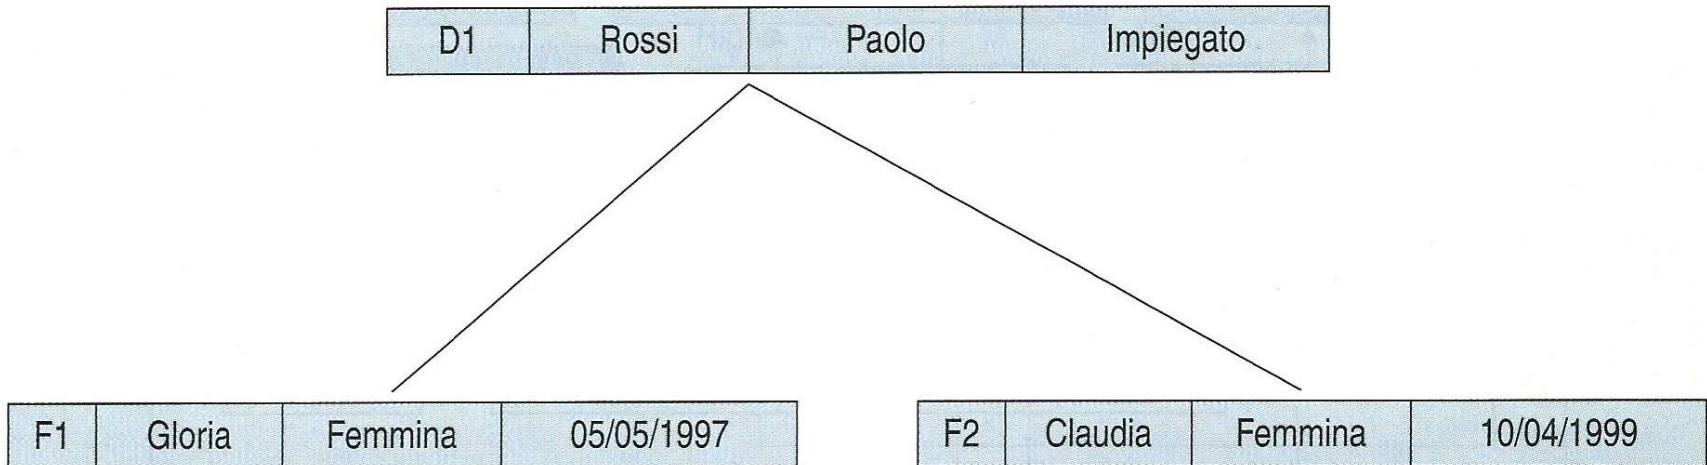 D1 Rossi Paolo Impiegato
F1 Gloria Femmina 05/05/1997 F2 Claudia Femmina 10/04/1999